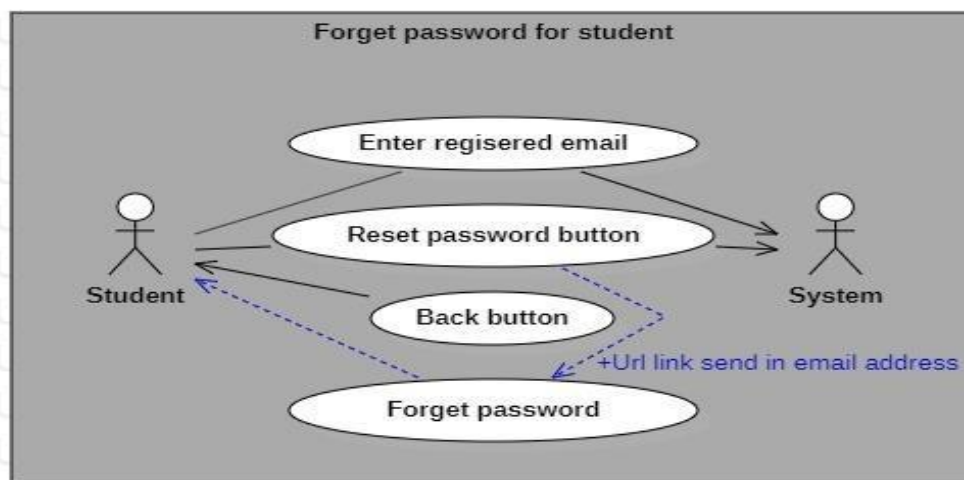 Forget password for student
Enter regisered email
Reset password button
Student
System
Back button
+Url link send in email address
Forget password